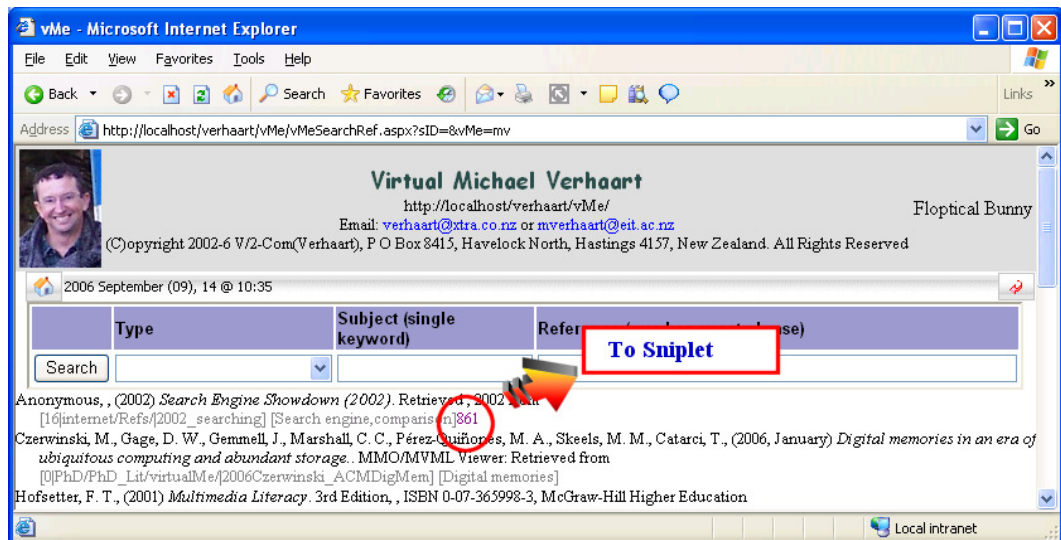 vMe - Microsoft Internet Explorer
File Edit View Favorites Tools Help
Back Search Favorites Links »
Address http://localhost/verhaart/vMe/vMeSearchRef.aspx?sID=&vMe=mv Go
Virtual Michael Verhaart
http://localhost/verhaart/vMe/
Floptical Bunny
Email: verhaart@xtra.co.nz or mverhaart@eit.ac.nz
(C)opyright 2002-6 V/2-Com(Verhaart), P O Box 8415, Havelock North, Hastings 4157, New Zealand. All Rights Reserved
2006 September (09), 14 @ 10:35
Type Subject (single keyword) Refer
To Sniplet
Search
Anonymous, , (2002) Search Engine Showdown (2002). Retrieved , 2002
[16|internet/Refs/|2002_searching] [Search engine,comparison]861
Czerwinski, M., Gage, D. W., Gemmell, J., Marshall, C. C., Pérez-Quiñones, M. A., Skeels, M. M., Catarci, T., (2006, January) Digital memories in an era of
ubiquitous computing and abundant storage.. MMO/MVML Viewer: Retrieved from
[0|PhD/PhD_Lit/virtualMe/|2006Czerwinski_ACMDigMem] [Digital memories]
Hofsetter, F. T., (2001) Multimedia Literacy. 3rd Edition, , ISBN 0-07-365998-3, McGraw-Hill Higher Education
Local intranet